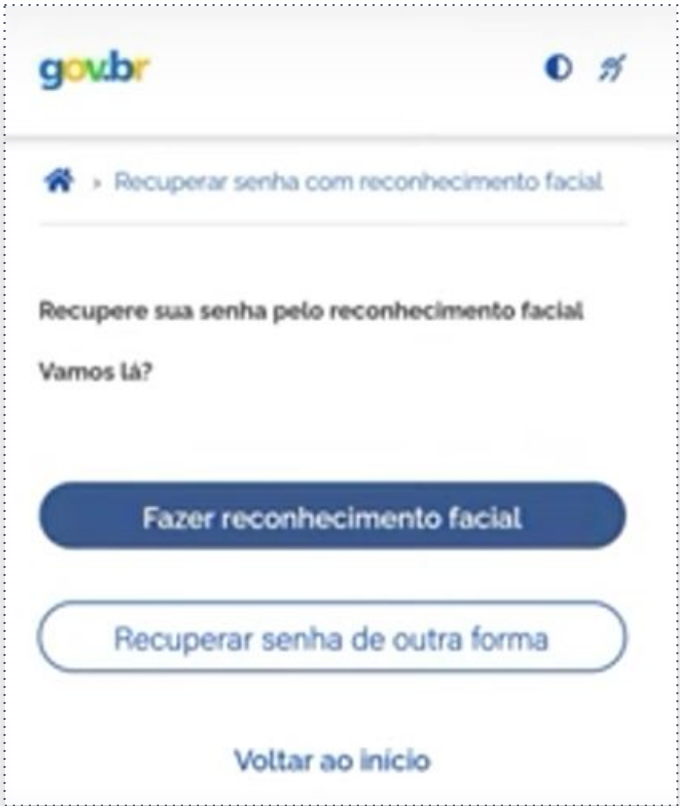 gov.br
Recuperar senha com reconhecimento facial
Recupere sua senha pelo reconhecimento facial
Vamos lá?
Fazer reconhecimento facial
Recuperar senha de outra forma
Voltar ao início